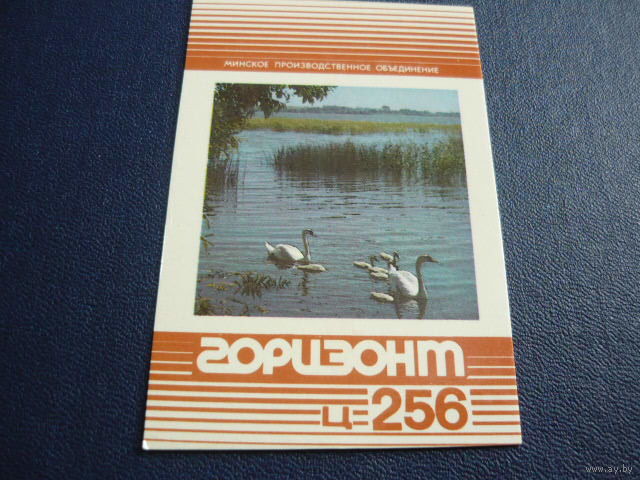 МИНСКОЕ ПРОИЗВОДСТВЕННОЕ ОБЪЕДИНЕНИЕ
ГОРИЗОНТ
Ц-256
www.ay.by